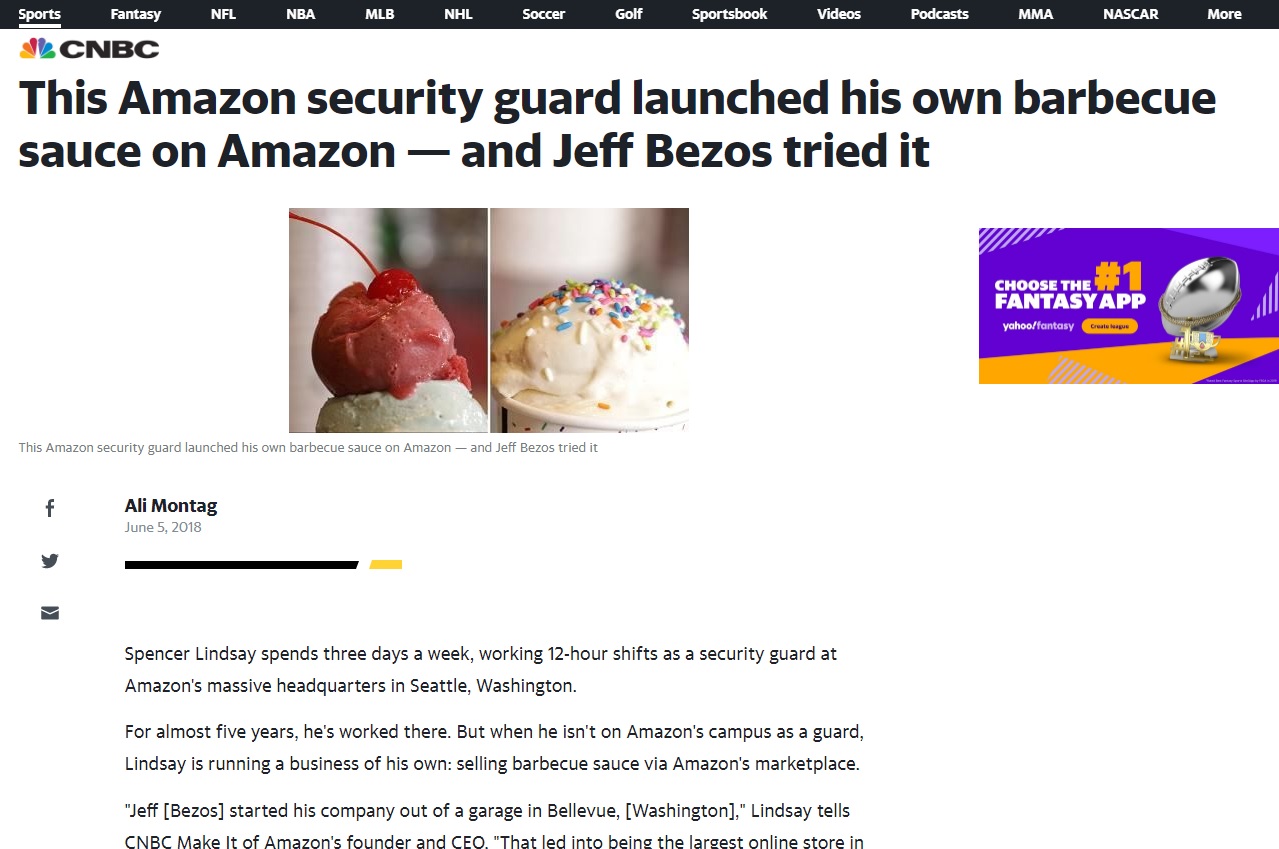 Sports Fantasy NFL NBA MLB NHL Soccer Golf Sportsbook Videos Podcasts MMA NASCAR More
CNBC
This Amazon security guard launched his own barbecue
sauce on Amazon — and Jeff Bezos tried it
CHOOSE THE #1
FANTASY APP
yahoo!fantasy Create league
This Amazon security guard launched his own barbecue sauce on Amazon — and Jeff Bezos tried it
Ali Montag
June 5, 2018
Spencer Lindsay spends three days a week, working 12-hour shifts as a security guard at
Amazon's massive headquarters in Seattle, Washington.
For almost five years, he's worked there. But when he isn't on Amazon's campus as a guard,
Lindsay is running a business of his own: selling barbecue sauce via Amazon's marketplace.
"Jeff [Bezos] started his company out of a garage in Bellevue, [Washington]," Lindsay tells
CNBC Make It of Amazon's founder and CEO. "That led into being the largest online store in